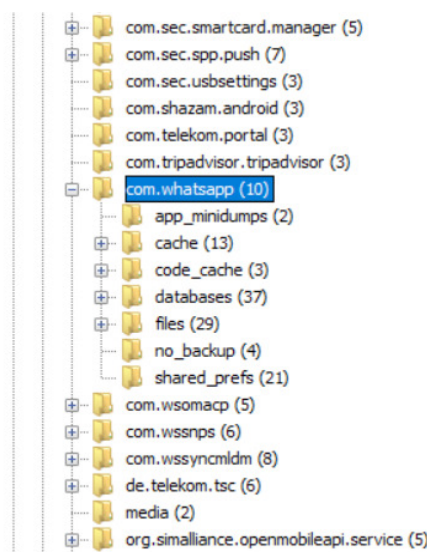 com.sec.smartcard.manager (5)
com.sec.spp.push (7)
com.sec.usbsettings (3)
com.shazam.android (3)
com.telekom.portal (3)
com.tripadvisor.tripadvisor (3)
com.whatsapp (10)
app_minidumps (2)
cache (13)
code_cache (3)
databases (37)
files (29)
no_backup (4)
shared_prefs (21)
com.wsomacp (5)
com.wssnps (6)
com.wssyncmldm (8)
de.telekom.tsc (6)
media (2)
org.simalliance.openmobileapi.service (5)